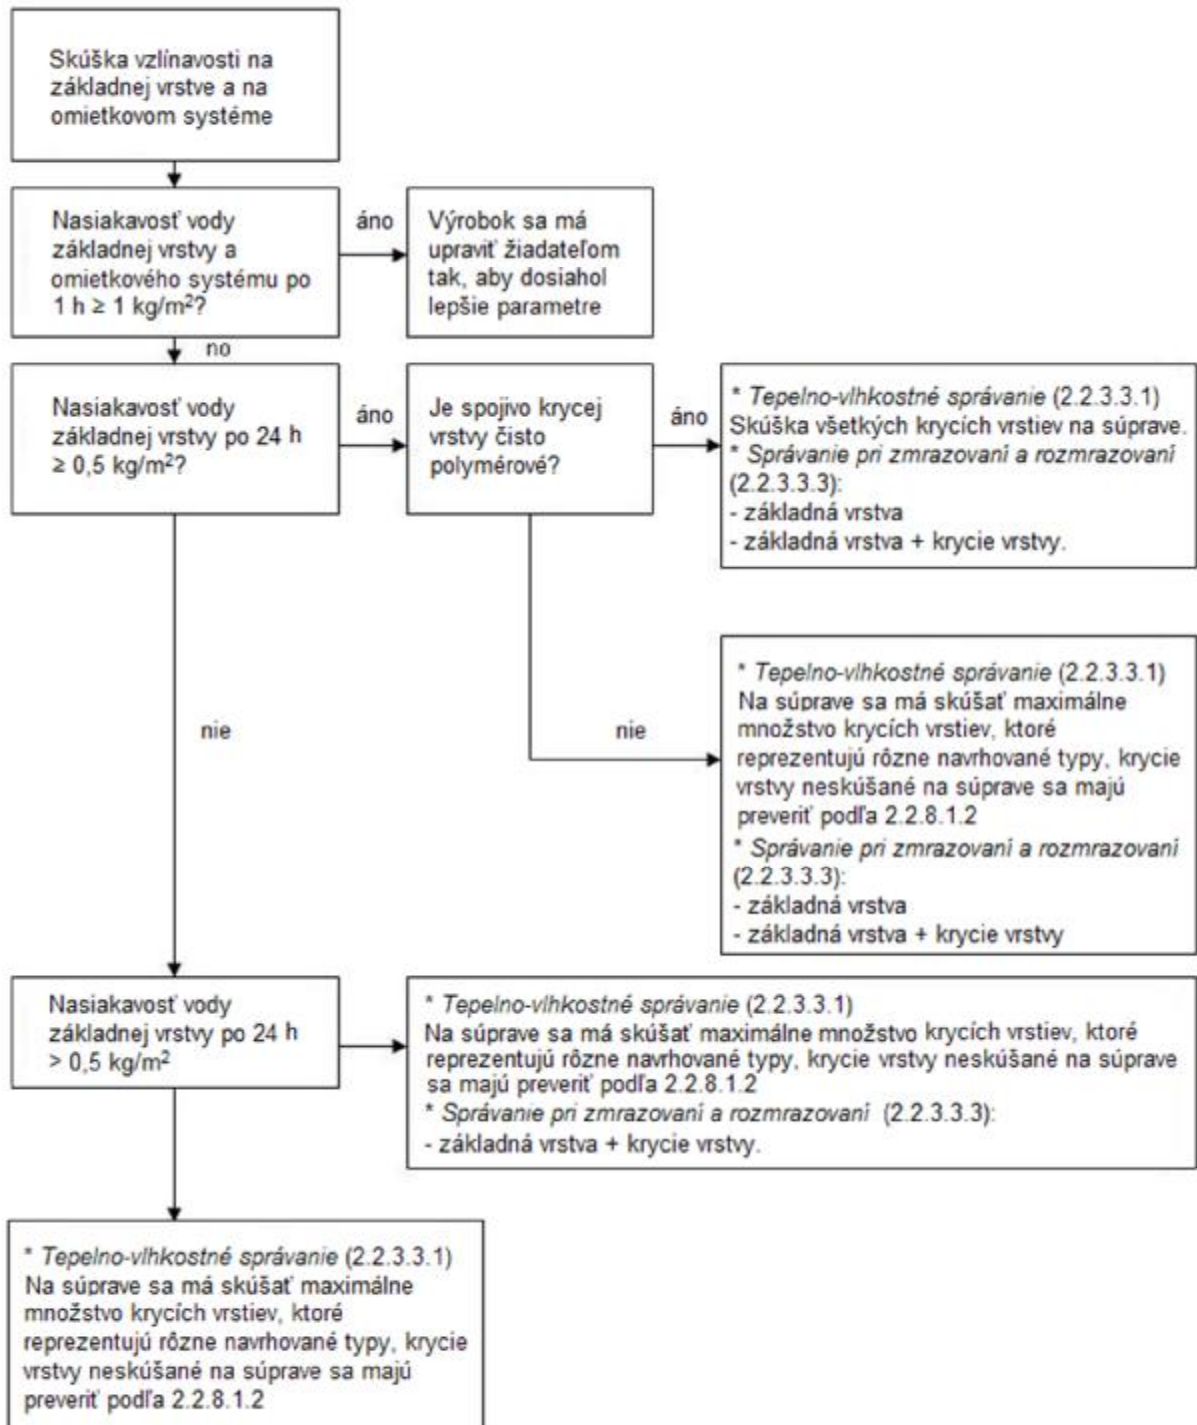 Skúška vzlínavosti na
základnej vrstve a na
omietkovom systéme
Nasiakavosť vody
základnej vrstvy a
omietkového systému po
1 h ≥ 1 kg/m²?
áno
Výrobok sa má
upraviť žiadateľom
tak, aby dosiahol
lepšie parametre
no
Nasiakavosť vody
základnej vrstvy po 24 h
≥ 0,5 kg/m²?
áno
Je spojivo krycej
vrstvy čisto
polymérové?
áno
* Tepelno-vlhkostné správanie (2.2.3.3.1)
Skúška všetkých krycích vrstiev na súprave.
* Správanie pri zmrazovaní a rozmrazovaní
(2.2.3.3.3):
- základná vrstva
- základná vrstva + krycie vrstvy.
nie
nie
* Tepelno-vlhkostné správanie (2.2.3.3.1)
Na súprave sa má skúšať maximálne
množstvo krycích vrstiev, ktoré
reprezentujú rôzne navrhované typy, krycie
vrstvy neskúšané na súprave sa majú
preveriť podľa 2.2.8.1.2
* Správanie pri zmrazovaní a rozmrazovaní
(2.2.3.3.3):
- základná vrstva
- základná vrstva + krycie vrstvy
Nasiakavosť vody
základnej vrstvy po 24 h
> 0,5 kg/m²
* Tepelno-vlhkostné správanie (2.2.3.3.1)
Na súprave sa má skúšať maximálne množstvo krycích vrstiev, ktoré
reprezentujú rôzne navrhované typy, krycie vrstvy neskúšané na súprave
sa majú preveriť podľa 2.2.8.1.2
* Správanie pri zmrazovaní a rozmrazovaní (2.2.3.3.3):
- základná vrstva + krycie vrstvy.
* Tepelno-vlhkostné správanie (2.2.3.3.1)
Na súprave sa má skúšať maximálne
množstvo krycích vrstiev, ktoré
reprezentujú rôzne navrhované typy, krycie
vrstvy neskúšané na súprave sa majú
preveriť podľa 2.2.8.1.2